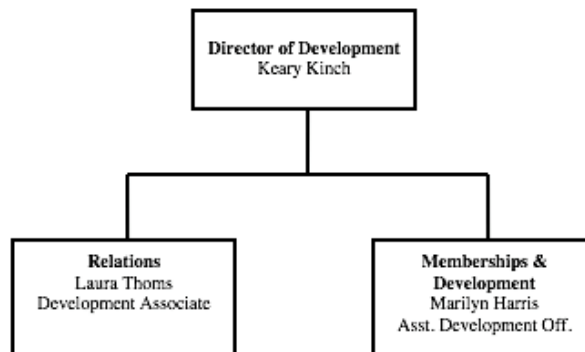 Director of Development
Keary Kinch
Relations
Laura Thoms
Development Associate
Memberships &
Development
Marilyn Harris
Asst. Development Off.